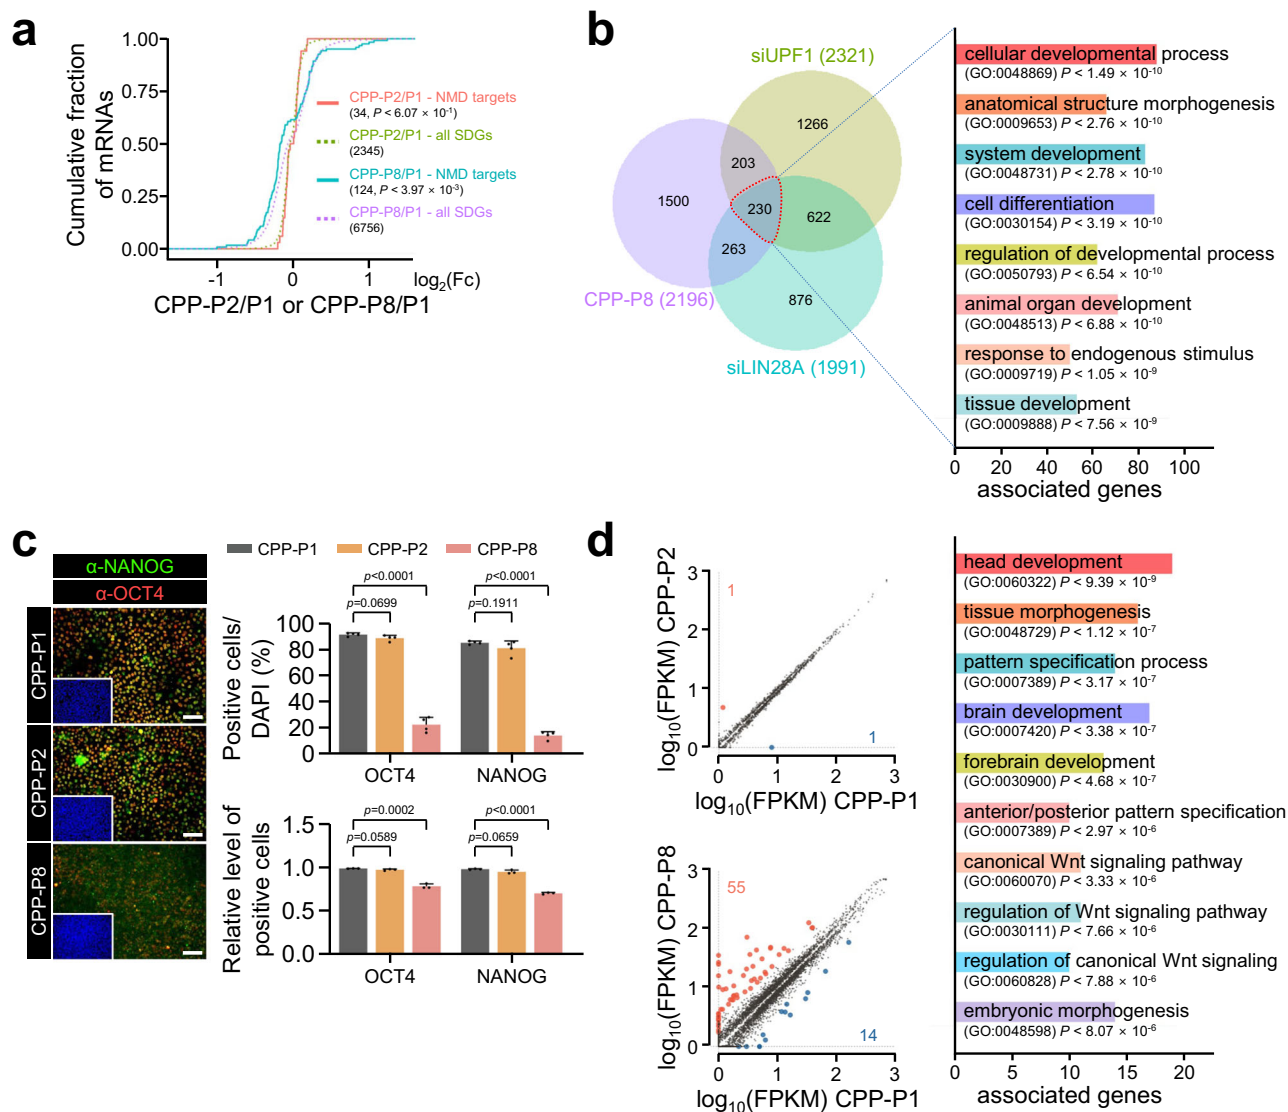 a
1.00
0.75
0.50
0.25
0.00
Cumulative fraction
of mRNAs
CPP-P2/P1 - NMD targets
(34, P < 6.07 × 10-1)
CPP-P2/P1 - all SDGs
(2345)
CPP-P8/P1 - NMD targets
(124, P < 3.97 × 10-3)
CPP-P8/P1 - all SDGs
(6756)
-1 0 1 log2(Fc)
CPP-P2/P1 or CPP-P8/P1
b
siUPF1 (2321)
1266
203
1500
230
622
263
876
CPP-P8 (2196)
siLIN28A (1991)
cellular developmental process
(GO:0048869) P < 1.49 × 10-10
anatomical structure morphogenesis
(GO:0009653) P < 2.76 × 10-10
system development
(GO:0048731) P < 2.78 × 10-10
cell differentiation
(GO:0030154) P < 3.19 × 10-10
regulation of developmental process
(GO:0050793) P < 6.54 × 10-10
animal organ development
(GO:0048513) P < 6.88 × 10-10
response to endogenous stimulus
(GO:0009719) P < 1.05 × 10-9
tissue development
(GO:0009888) P < 7.56 × 10-9
0 20 40 60 80 100
associated genes
c
α-NANOG
α-OCT4
CPP-P1
CPP-P2
CPP-P8
CPP-P1 CPP-P2 CPP-P8
p<0.0001 p<0.0001
p=0.0699 p=0.1911
100
80
60
40
20
0
Positive cells/
DAPI (%)
OCT4 NANOG
p=0.0002 p<0.0001
p=0.0589 p=0.0659
1.5
1.0
0.5
0.0
Relative level of
positive cells
OCT4 NANOG
d
log10(FPKM) CPP-P2
3
2
1
0
1
1
0 1 2 3
log10(FPKM) CPP-P1
log10(FPKM) CPP-P8
3
2
1
0
55
14
0 1 2 3
log10(FPKM) CPP-P1
head development
(GO:0060322) P < 9.39 × 10-9
tissue morphogenesis
(GO:0048729) P < 1.12 × 10-7
pattern specification process
(GO:0007389) P < 3.17 × 10-7
brain development
(GO:0007420) P < 3.38 × 10-7
forebrain development
(GO:0030900) P < 4.68 × 10-7
anterior/posterior pattern specification
(GO:0007389) P < 2.97 × 10-6
canonical Wnt signaling pathway
(GO:0060070) P < 3.33 × 10-6
regulation of Wnt signaling pathway
(GO:0030111) P < 7.66 × 10-6
regulation of canonical Wnt signaling
(GO:0060828) P < 7.88 × 10-6
embryonic morphogenesis
(GO:0048598) P < 8.07 × 10-6
0 5 10 15 20
associated genes